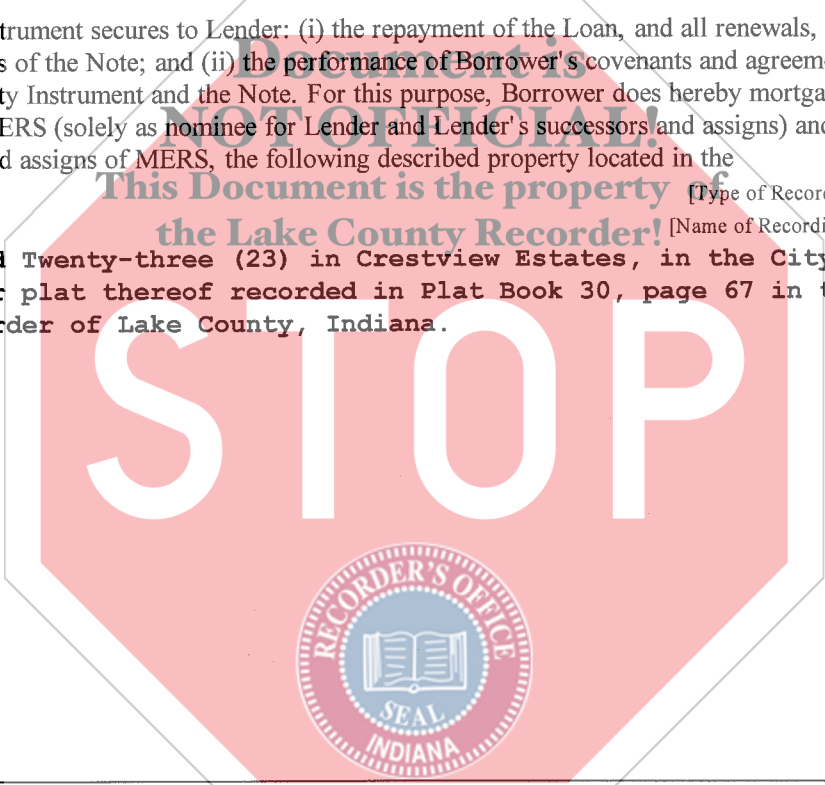 trument secures to Lender: (i) the repayment of the Loan, and all renewals,
s of the Note; and (ii) the performance of Borrower's covenants and agreem
Document is
ty Instrument and the Note. For this purpose, Borrower does hereby mortga
NOT OFFICIAL!
ERS (solely as nominee for Lender and Lender's successors and assigns) and
d assigns of MERS, the following described property located in the
This Document is the property of
[Type of Record
the Lake County Recorder!
[Name of Recordi
Twenty-three (23) in Crestview Estates, in the City
plat thereof recorded in Plat Book 30, page 67 in
der of Lake County, Indiana.
STOP
RECORDER'S OFFICE
SEAL
INDIANA